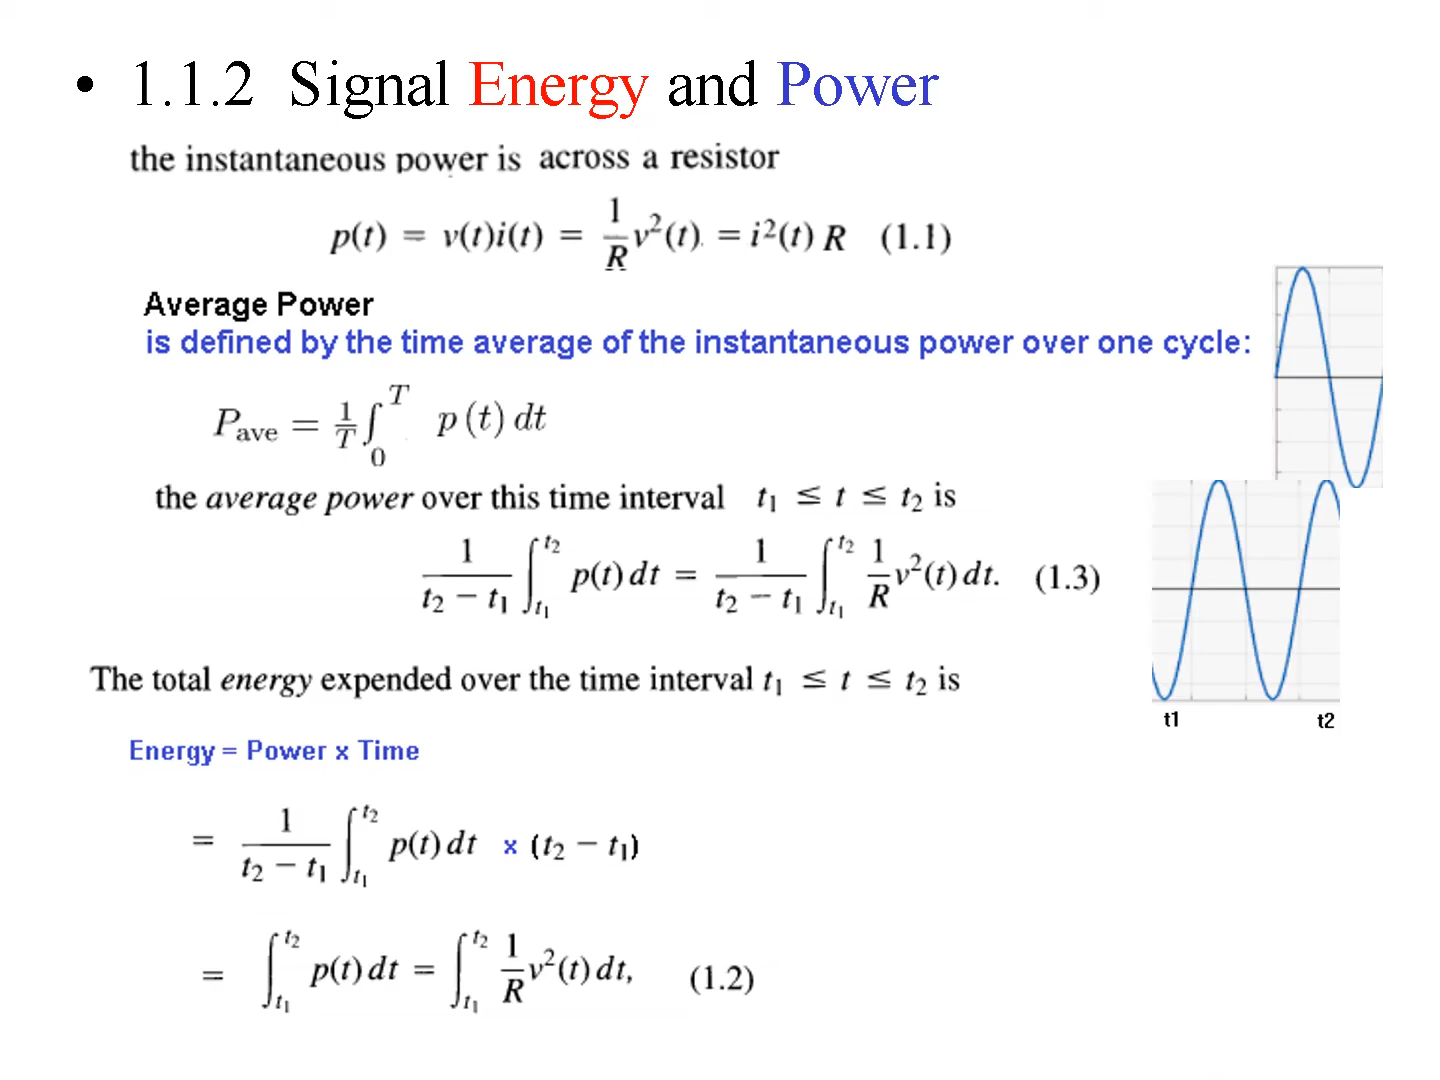 • 1.1.2 Signal Energy and Power
the instantaneous power is across a resistor
p(t) = v(t)i(t) = 1/R v²(t) = i²(t) R (1.1)
Average Power
is defined by the time average of the instantaneous power over one cycle:
P_ave = 1/T ∫₀ᵀ p(t) dt
the average power over this time interval t₁ ≤ t ≤ t₂ is
1/(t₂ − t₁) ∫_{t₁}^{t₂} p(t) dt = 1/(t₂ − t₁) ∫_{t₁}^{t₂} 1/R v²(t) dt. (1.3)
The total energy expended over the time interval t₁ ≤ t ≤ t₂ is
t1 t2
Energy = Power x Time
= 1/(t₂ − t₁) ∫_{t₁}^{t₂} p(t) dt x (t₂ − t₁)
= ∫_{t₁}^{t₂} p(t) dt = ∫_{t₁}^{t₂} 1/R v²(t) dt, (1.2)